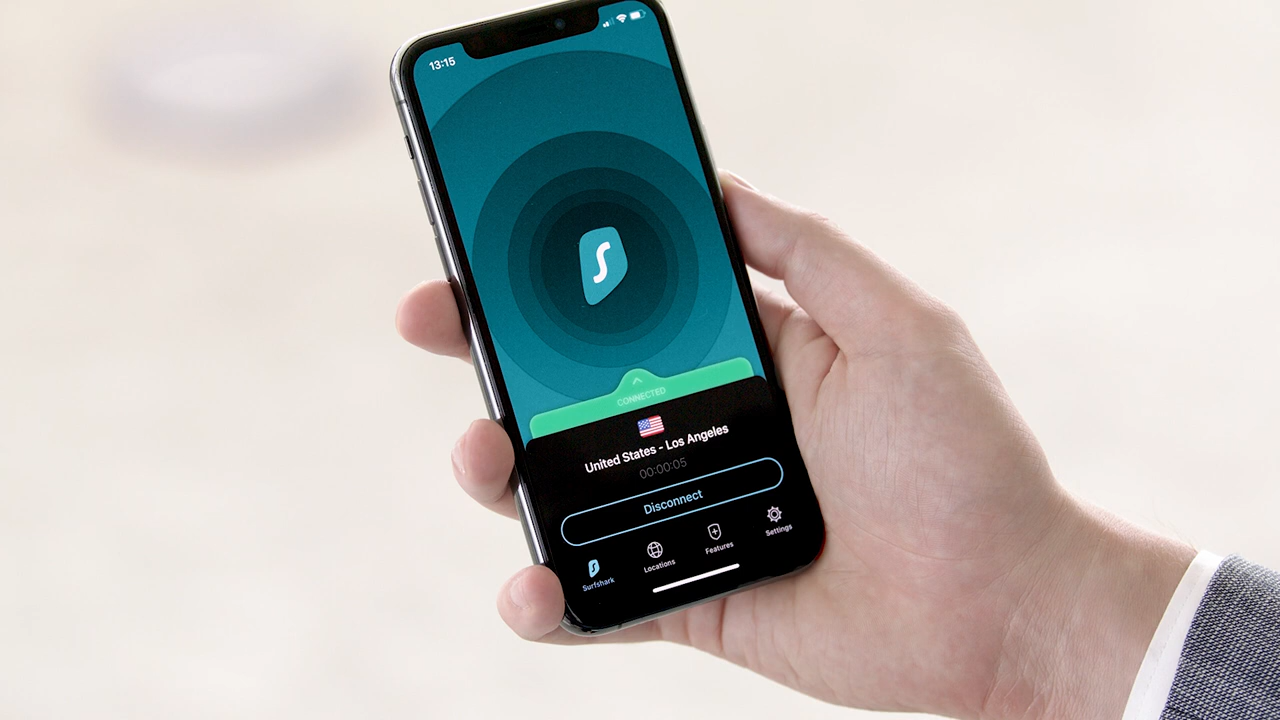 13:15
CONNECTED
United States - Los Angeles
00:00:05
Disconnect
Surfshark
Locations
Features
Settings